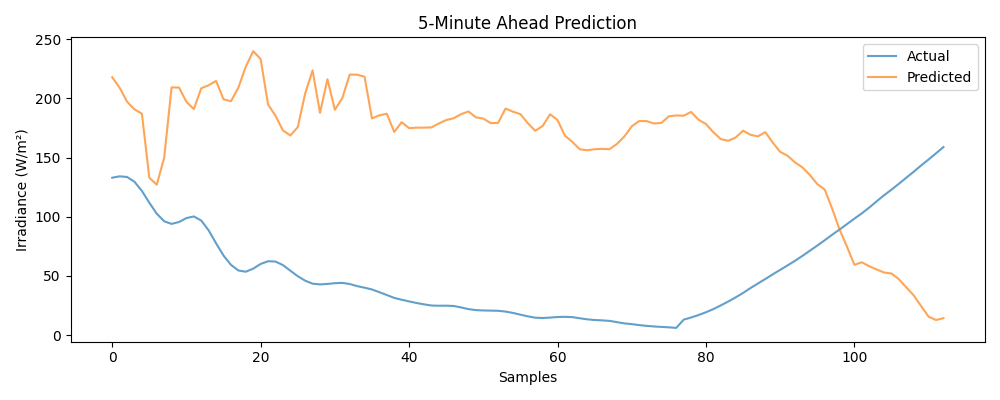 5-Minute Ahead Prediction
Actual
Predicted
Irradiance (W/m²)
250
200
150
100
50
0
0 20 40 60 80 100
Samples